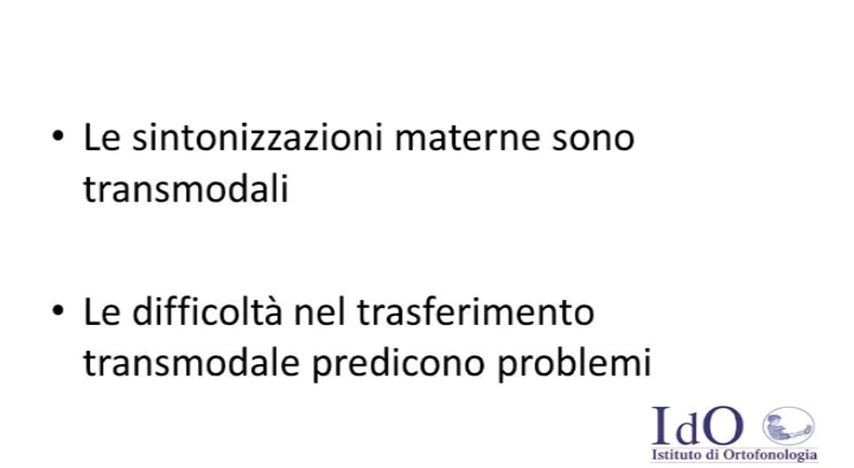 • Le sintonizzazioni materne sono
transmodali
• Le difficoltà nel trasferimento
transmodale predicono problemi
IdO
Istituto di Ortofonologia